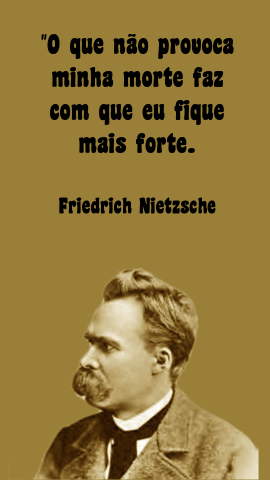 "O que não provoca
minha morte faz
com que eu fique
mais forte.
Friedrich Nietzsche